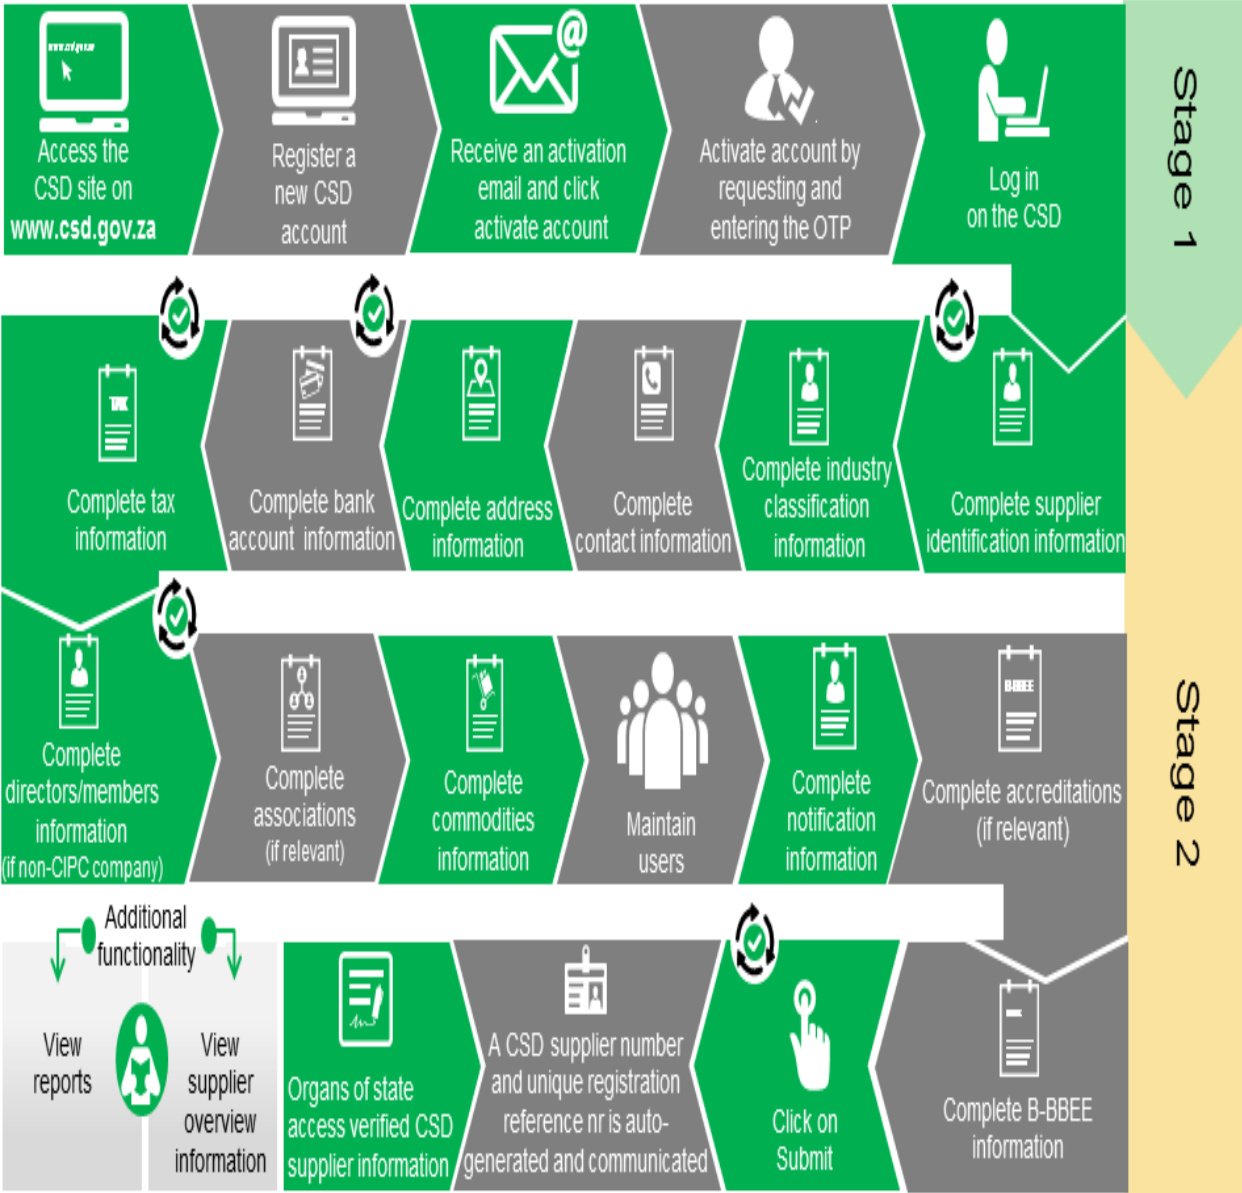 www.csd.gov.za
Access the
CSD site on
www.csd.gov.za
Register a
new CSD
account
@
Receive an activation
email and click
activate account
Activate account by
requesting and
entering the OTP
Log in
on the CSD
Stage 1
Complete supplier
identification information
Complete industry
classification
information
Complete
contact information
Complete address
information
Complete bank
account information
TAX
Complete tax
information
Complete
directors/members
information
(if non-CIPC company)
Complete
associations
(if relevant)
Complete
commodities
information
Maintain
users
Complete
notification
information
B-BBEE
Complete accreditations
(if relevant)
Stage 2
Complete B-BBEE
information
Click on
Submit
A CSD supplier number
and unique registration
reference nr is auto-
generated and communicated
Organs of state
access verified CSD
supplier information
Additional
functionality
View
reports
View
supplier
overview
information